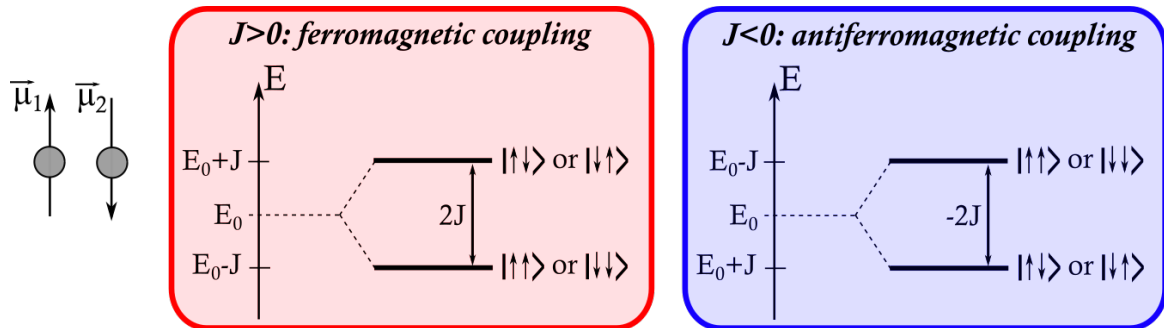 μ⃗₁ μ⃗₂
J>0: ferromagnetic coupling
E
E₀+J
|↑↓⟩ or |↓↑⟩
E₀
2J
E₀-J
|↑↑⟩ or |↓↓⟩
J<0: antiferromagnetic coupling
E
E₀-J
|↑↑⟩ or |↓↓⟩
E₀
-2J
E₀+J
|↑↓⟩ or |↓↑⟩